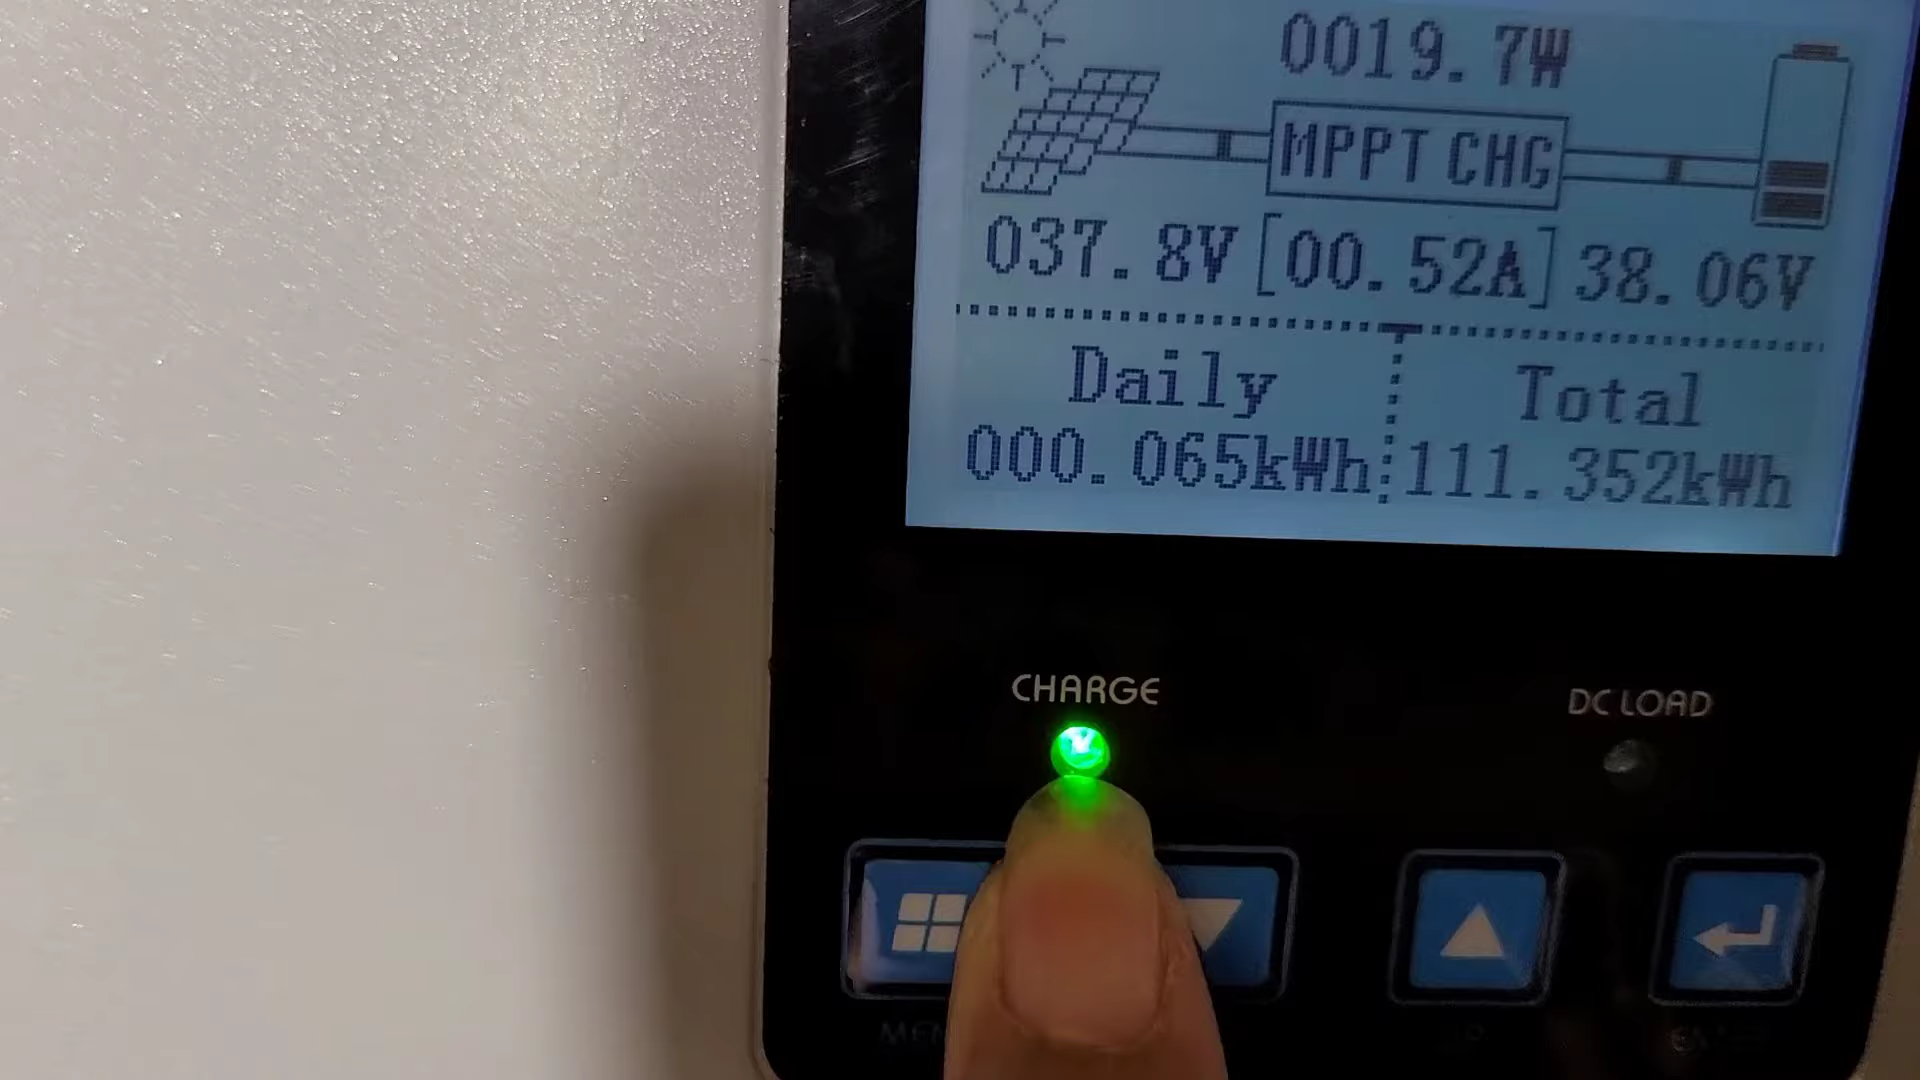 0019.7W
MPPT CHG
037.8V [00.52A] 38.06V
Daily
Total
000.065kWh
111.352kWh
CHARGE
DC LOAD